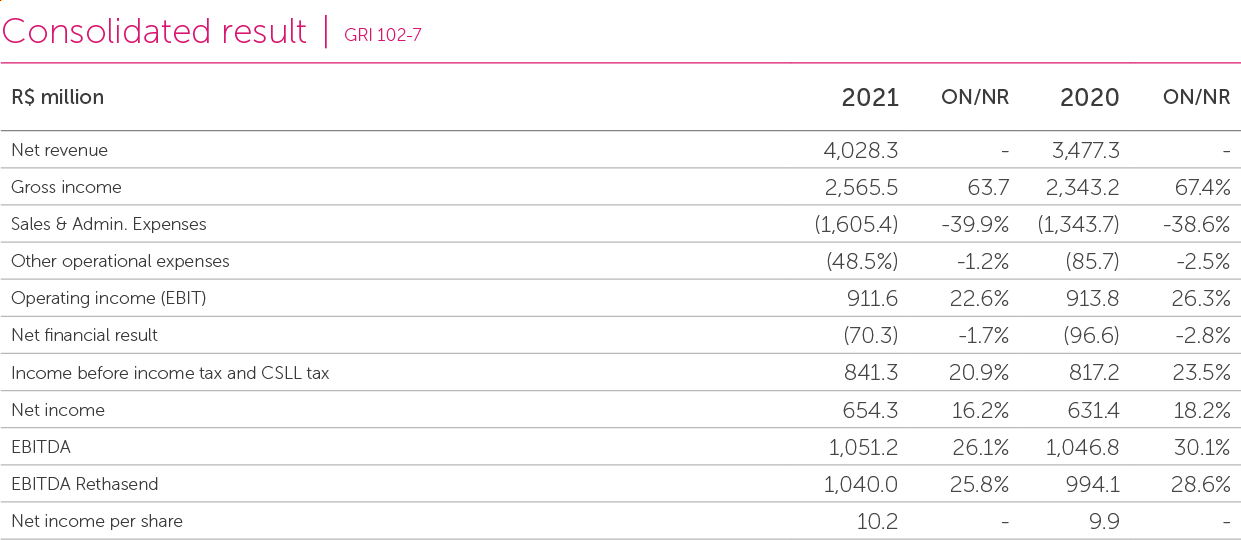 Consolidated result | GRI 102-7
R$ million 2021 ON/NR 2020 ON/NR
Net revenue 4,028.3 - 3,477.3 -
Gross income 2,565.5 63.7 2,343.2 67.4%
Sales & Admin. Expenses (1,605.4) -39.9% (1,343.7) -38.6%
Other operational expenses (48.5%) -1.2% (85.7) -2.5%
Operating income (EBIT) 911.6 22.6% 913.8 26.3%
Net financial result (70.3) -1.7% (96.6) -2.8%
Income before income tax and CSLL tax 841.3 20.9% 817.2 23.5%
Net income 654.3 16.2% 631.4 18.2%
EBITDA 1,051.2 26.1% 1,046.8 30.1%
EBITDA Rethasend 1,040.0 25.8% 994.1 28.6%
Net income per share 10.2 - 9.9 -